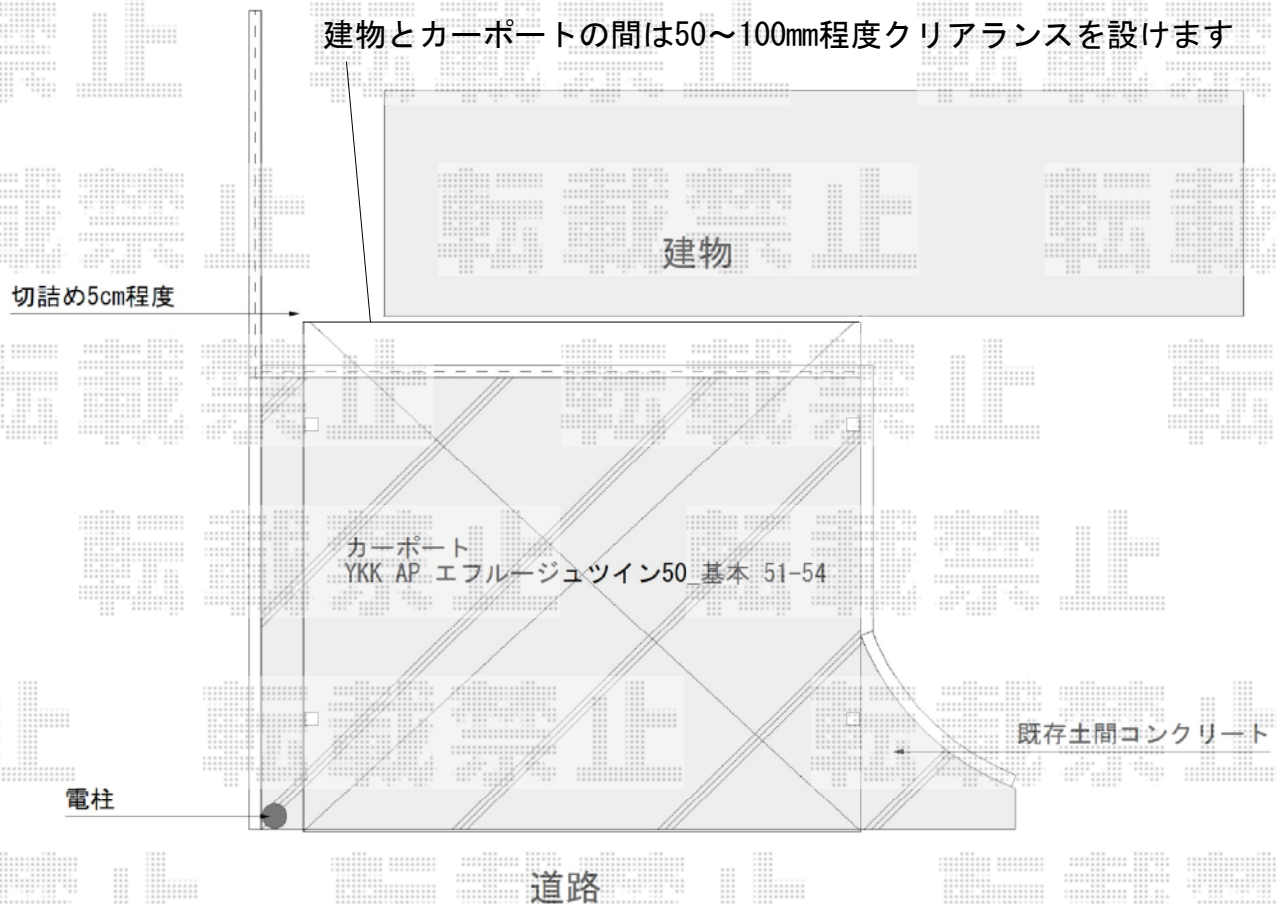 建物とカーポートの間は50～100mm程度クリアランスを設けます
建物
切詰め5cm程度
カーポート
YKK AP エフルージュツイン50_基本 51-54
既存土間コンクリート
電柱
道路
転載禁止